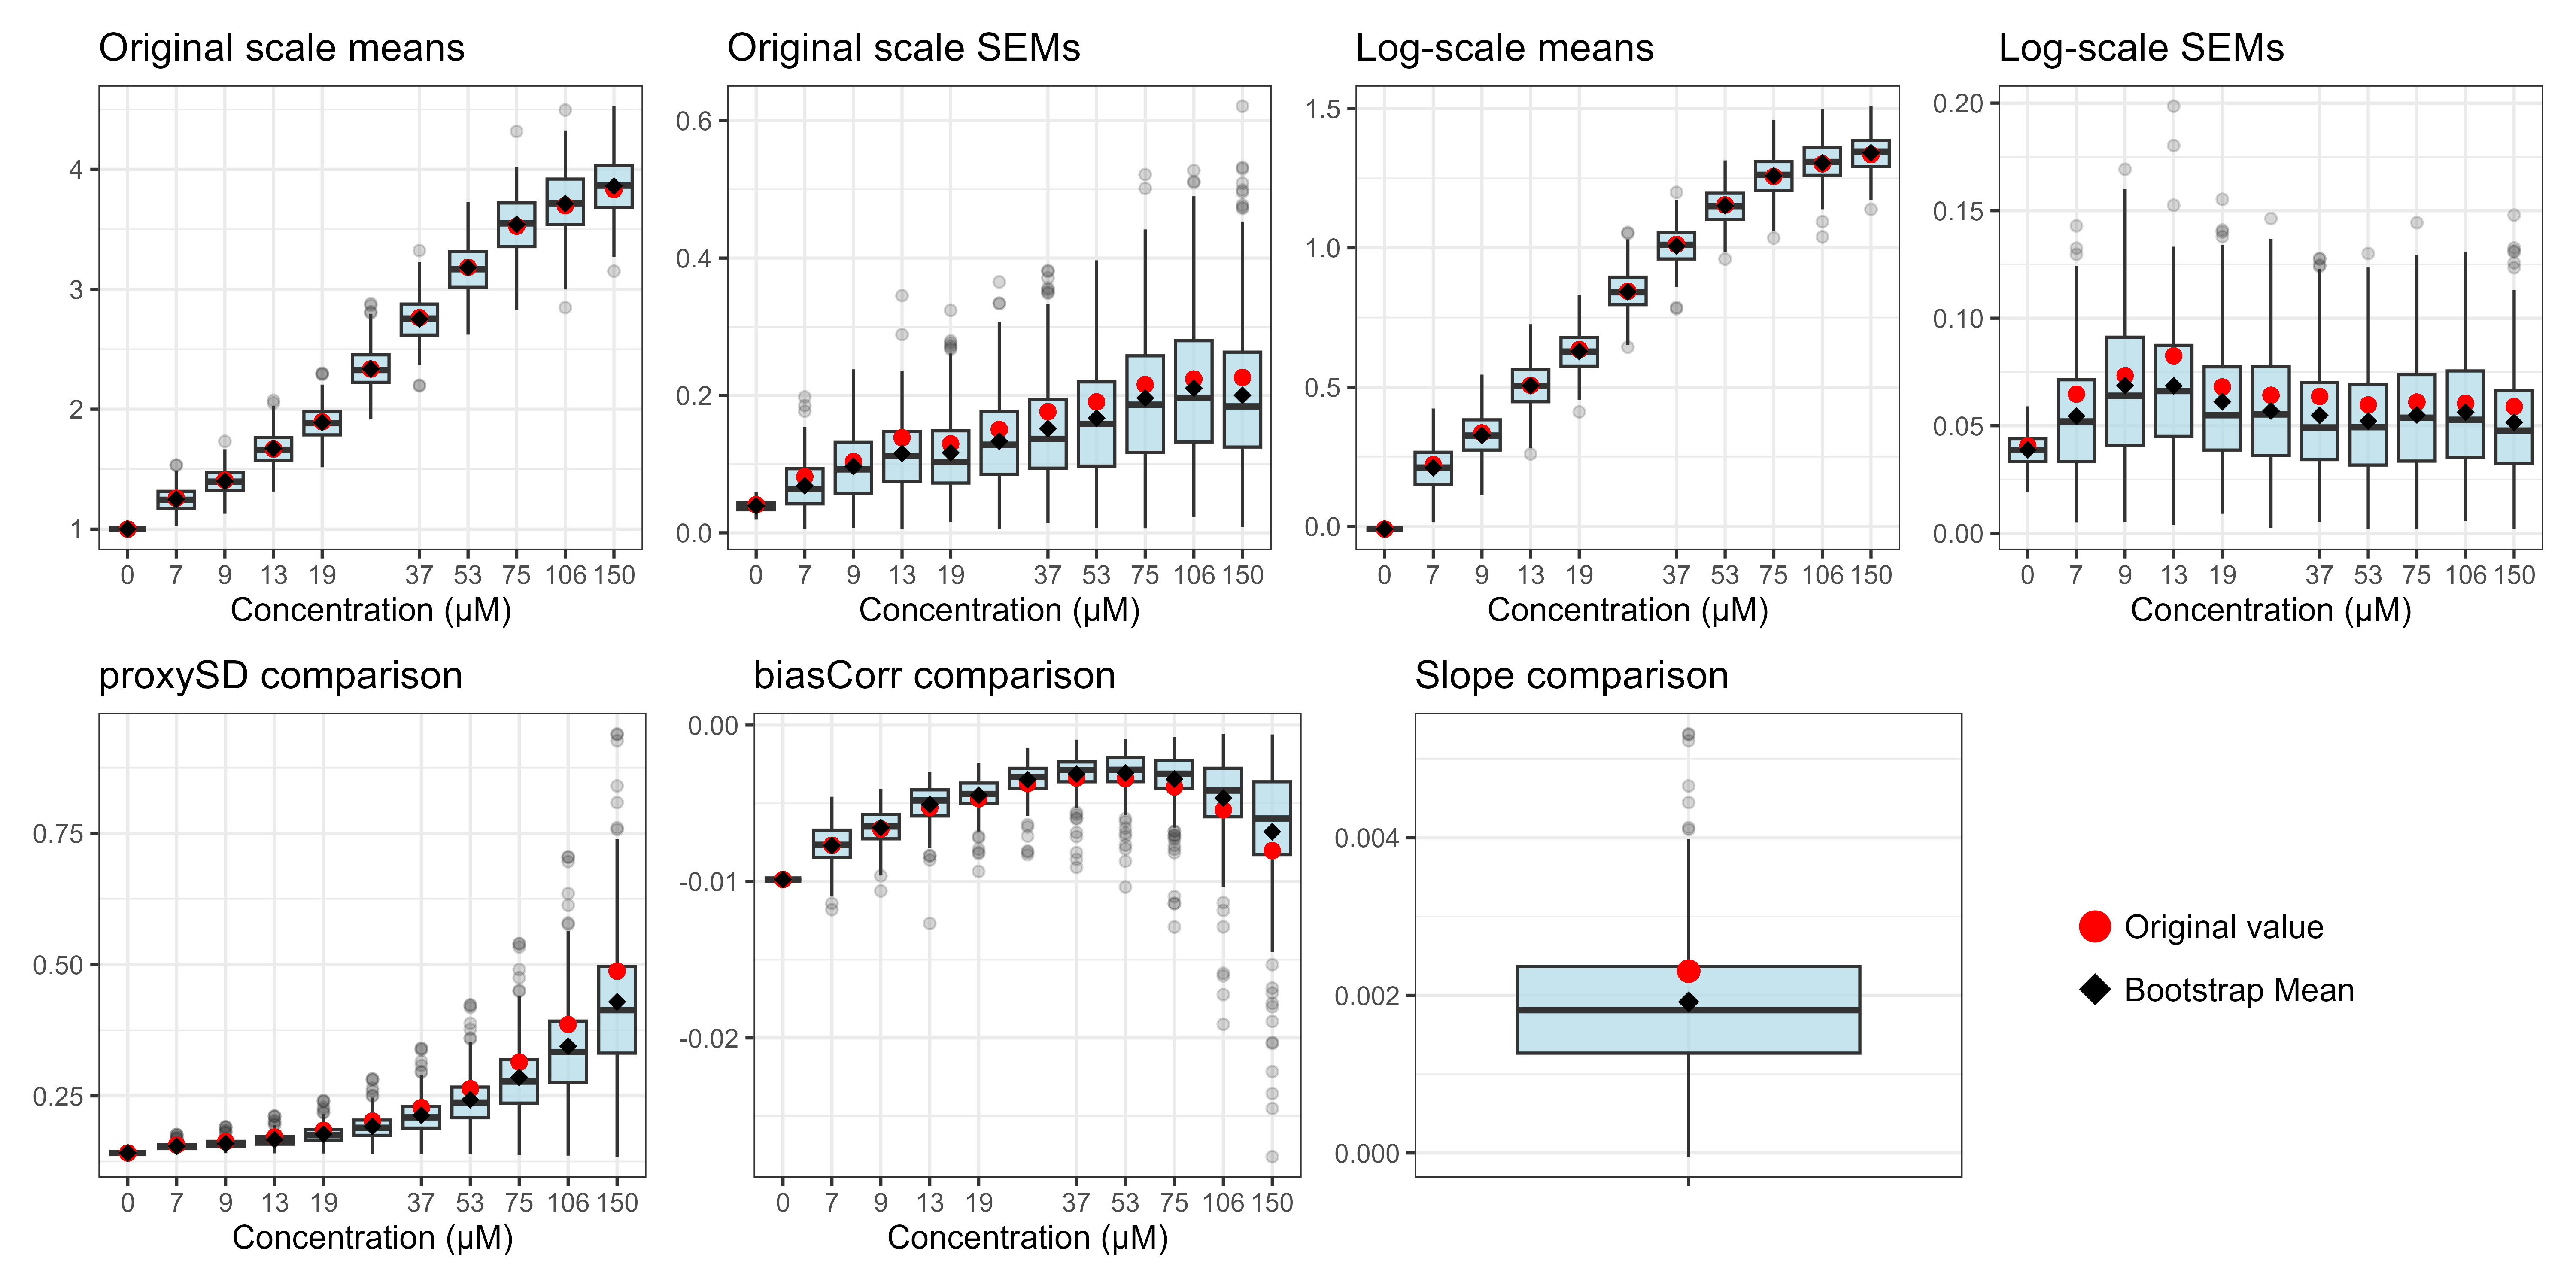 Original scale means
Original scale SEMs
Log-scale means
Log-scale SEMs
4
3
2
1
0 7 9 13 19 37 53 75 106 150
Concentration (µM)
0.6
0.4
0.2
0.0
0 7 9 13 19 37 53 75 106 150
Concentration (µM)
1.5
1.0
0.5
0.0
0 7 9 13 19 37 53 75 106 150
Concentration (µM)
0.20
0.15
0.10
0.05
0.00
0 7 9 13 19 37 53 75 106 150
Concentration (µM)
proxySD comparison
biasCorr comparison
Slope comparison
0.75
0.50
0.25
0 7 9 13 19 37 53 75 106 150
Concentration (µM)
0.00
-0.01
-0.02
0 7 9 13 19 37 53 75 106 150
Concentration (µM)
0.004
0.002
0.000
Original value
Bootstrap Mean